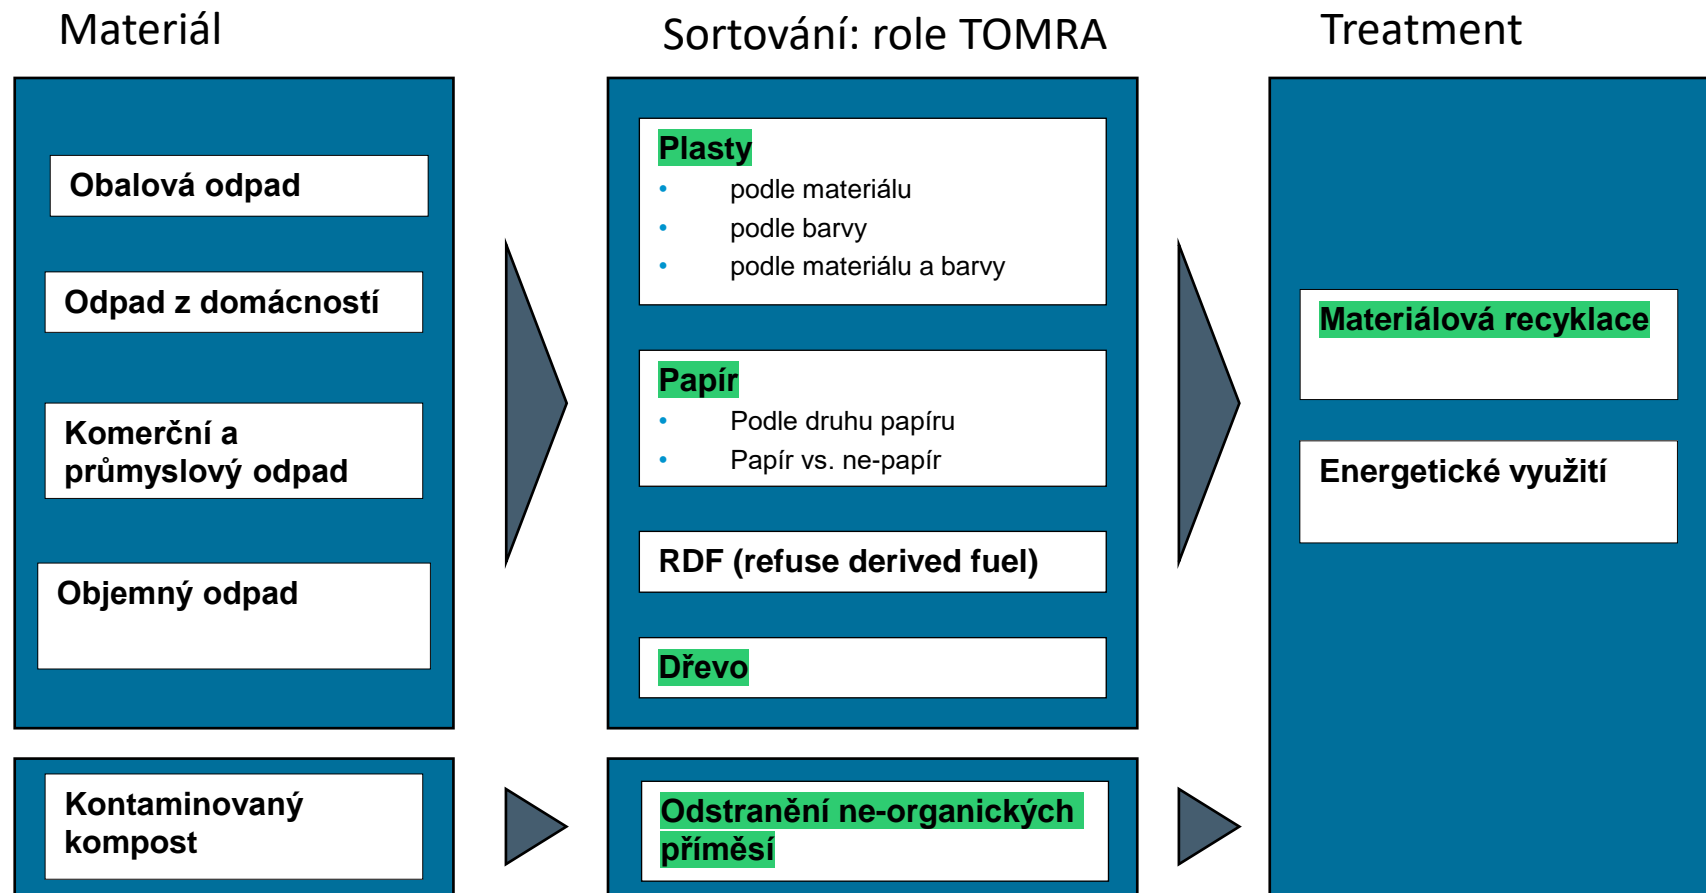 Materiál
Obalová odpad
Odpad z domácností
Komerční a
průmyslový odpad
Objemný odpad
Kontaminovaný
kompost
Sortování: role TOMRA
Plasty
• podle materiálu
• podle barvy
• podle materiálu a barvy
Papír
• Podle druhu papíru
• Papír vs. ne-papír
RDF (refuse derived fuel)
Dřevo
Odstranění ne-organických
příměsí
Treatment
Materiálová recyklace
Energetické využití